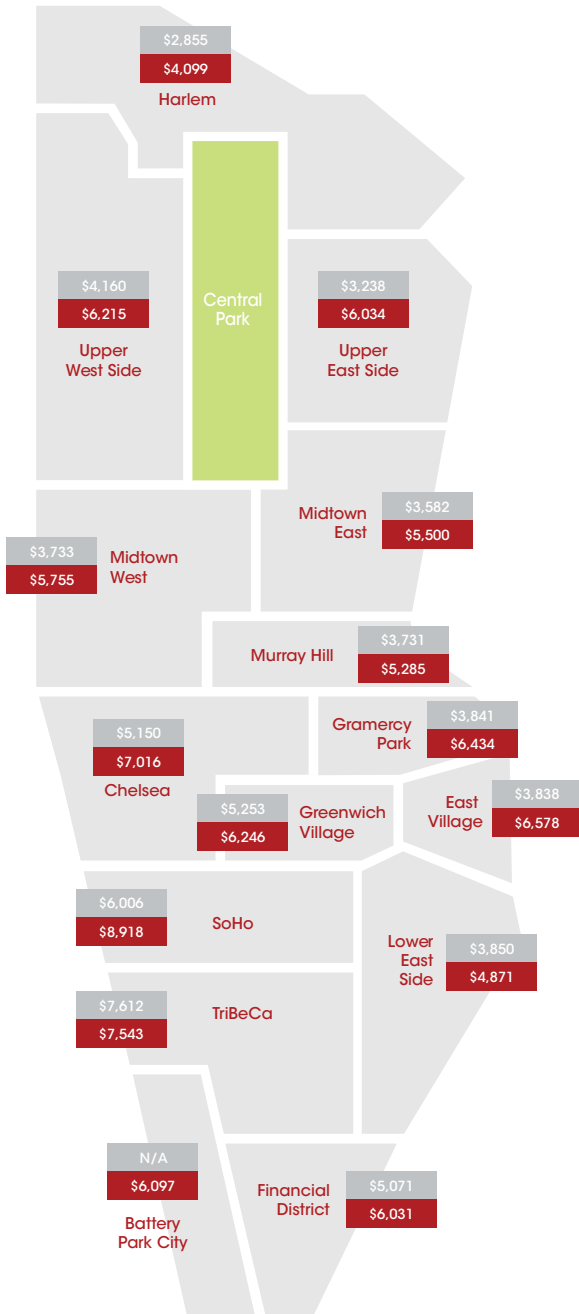 $2,855
$4,099
Harlem
$4,160
$6,215
Upper
West Side
Central
Park
$3,238
$6,034
Upper
East Side
Midtown
East
$3,582
$5,500
$3,733
$5,755
Midtown
West
Murray Hill
$3,731
$5,285
$5,150
$7,016
Chelsea
Gramercy
Park
$3,841
$6,434
$5,253
$6,246
Greenwich
Village
East
Village
$3,838
$6,578
$6,006
$8,918
SoHo
Lower
East
Side
$3,850
$4,871
$7,612
$7,543
TriBeCa
N/A
$6,097
Battery
Park City
Financial
District
$5,071
$6,031